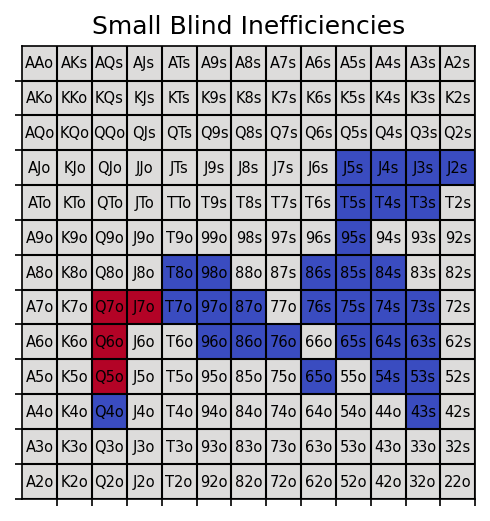 Small Blind Inefficiencies
AAo AKs AQs AJs ATs A9s A8s A7s A6s A5s A4s A3s A2s
AKo KKo KQs KJs KTs K9s K8s K7s K6s K5s K4s K3s K2s
AQo KQo QQo QJs QTs Q9s Q8s Q7s Q6s Q5s Q4s Q3s Q2s
AJo KJo QJo JJo JTs J9s J8s J7s J6s J5s J4s J3s J2s
ATo KTo QTo JTo TTo T9s T8s T7s T6s T5s T4s T3s T2s
A9o K9o Q9o J9o T9o 99o 98s 97s 96s 95s 94s 93s 92s
A8o K8o Q8o J8o T8o 98o 88o 87s 86s 85s 84s 83s 82s
A7o K7o Q7o J7o T7o 97o 87o 77o 76s 75s 74s 73s 72s
A6o K6o Q6o J6o T6o 96o 86o 76o 66o 65s 64s 63s 62s
A5o K5o Q5o J5o T5o 95o 85o 75o 65o 55o 54s 53s 52s
A4o K4o Q4o J4o T4o 94o 84o 74o 64o 54o 44o 43s 42s
A3o K3o Q3o J3o T3o 93o 83o 73o 63o 53o 43o 33o 32s
A2o K2o Q2o J2o T2o 92o 82o 72o 62o 52o 42o 32o 22o